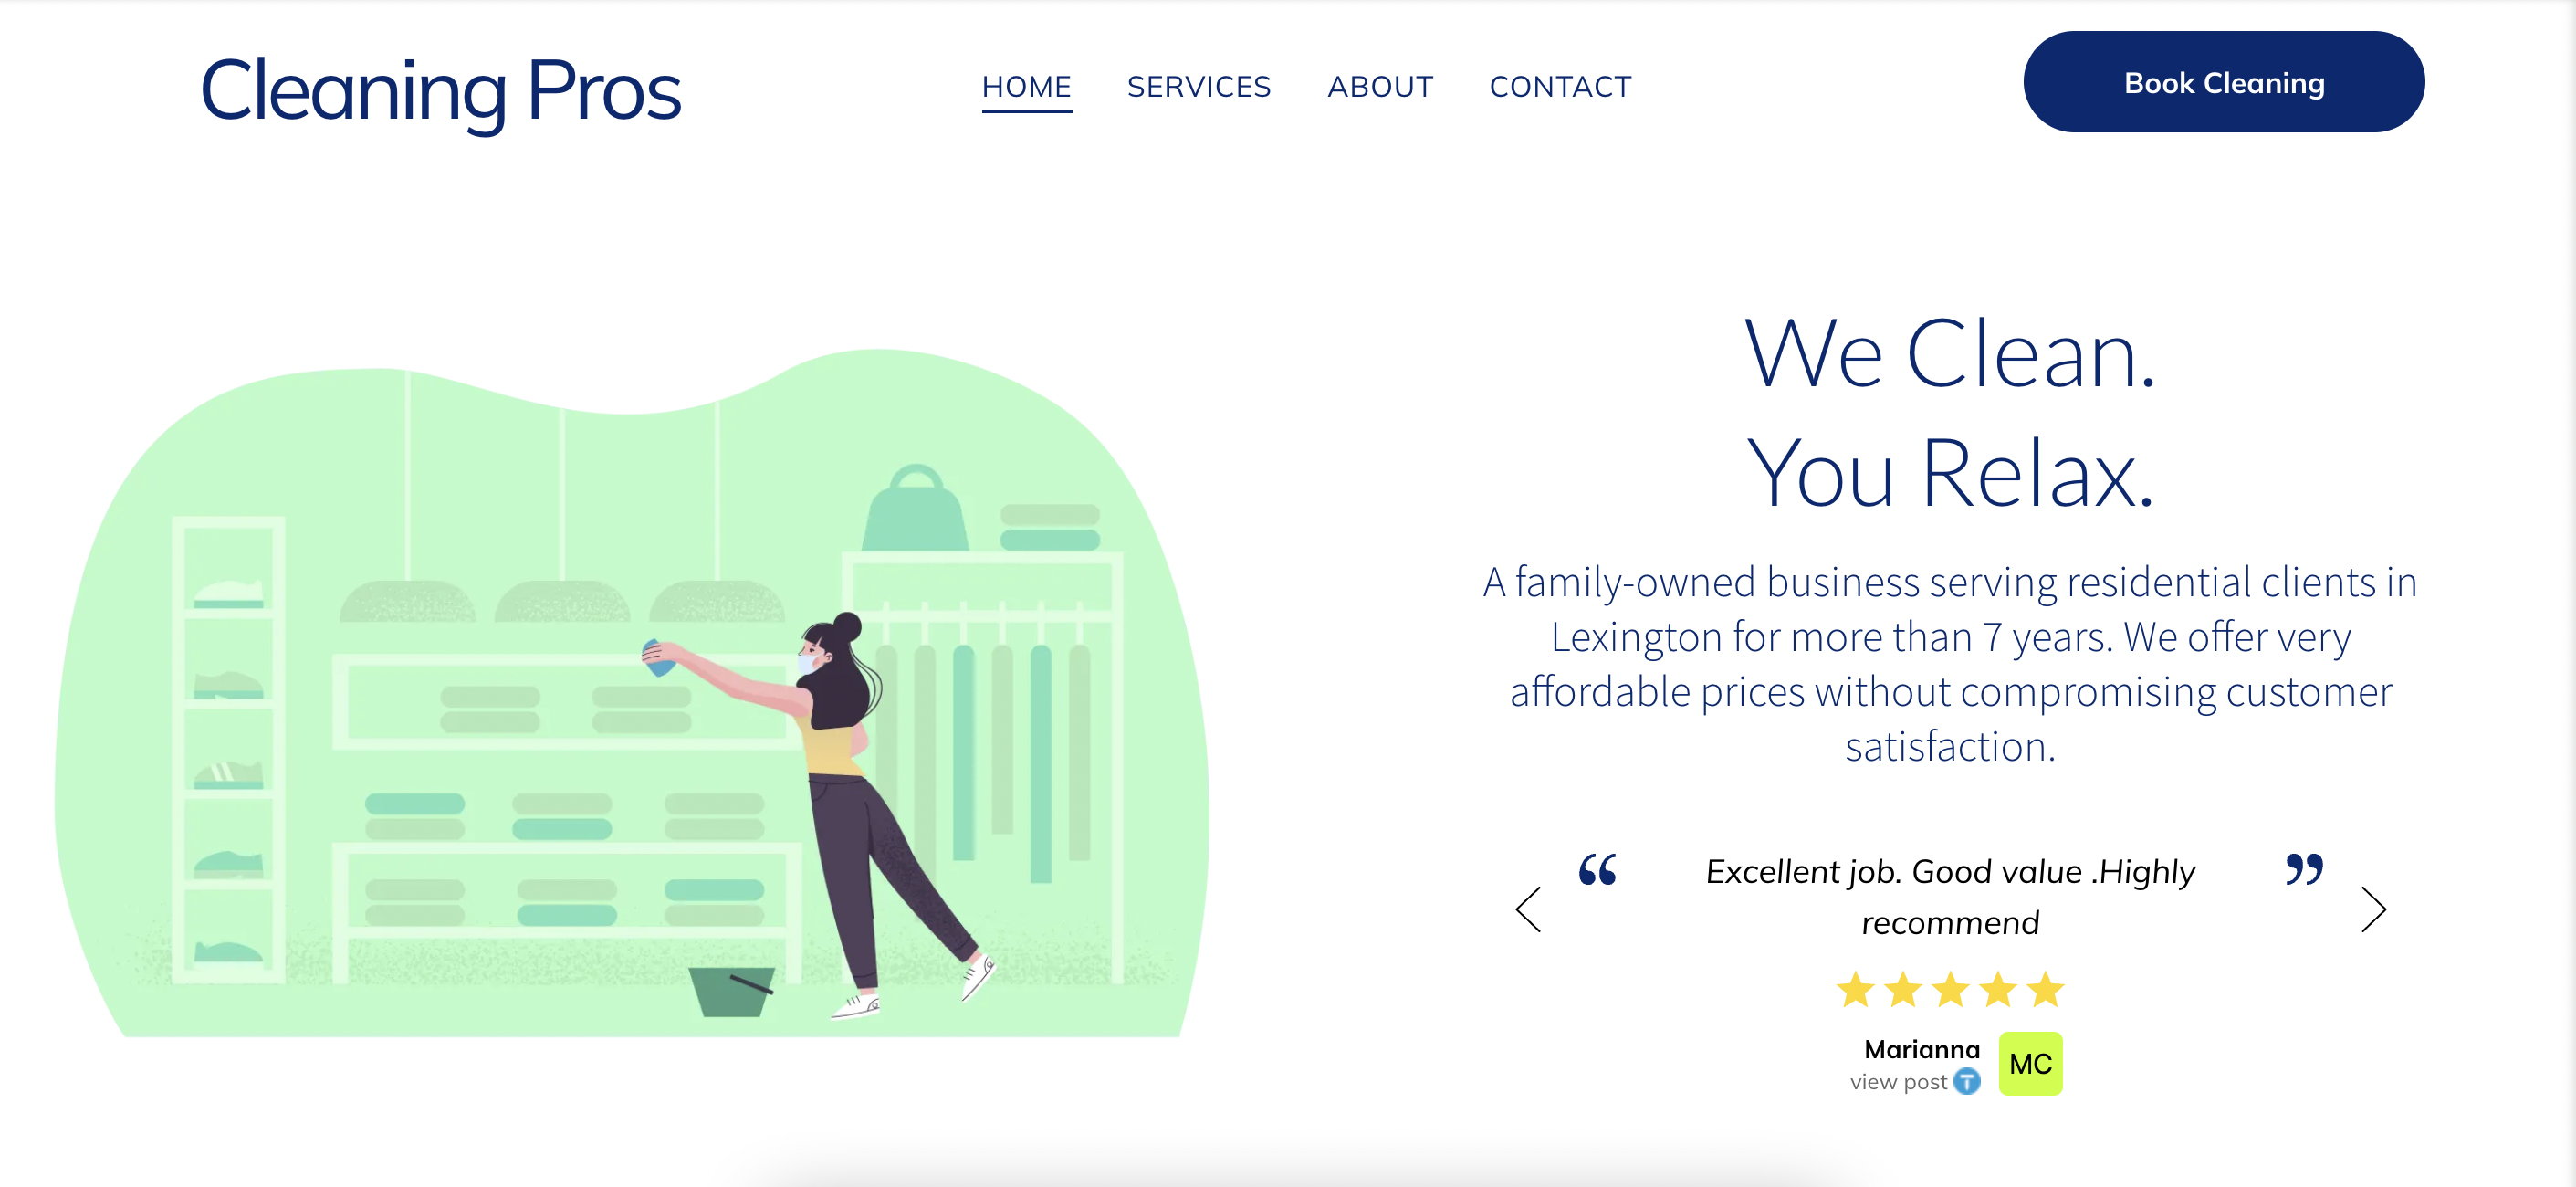 Cleaning Pros
HOME SERVICES ABOUT CONTACT
Book Cleaning
We Clean.
You Relax.
A family-owned business serving residential clients in
Lexington for more than 7 years. We offer very
affordable prices without compromising customer
satisfaction.
“ Excellent job. Good value .Highly ”
recommend
Marianna
view post T
MC